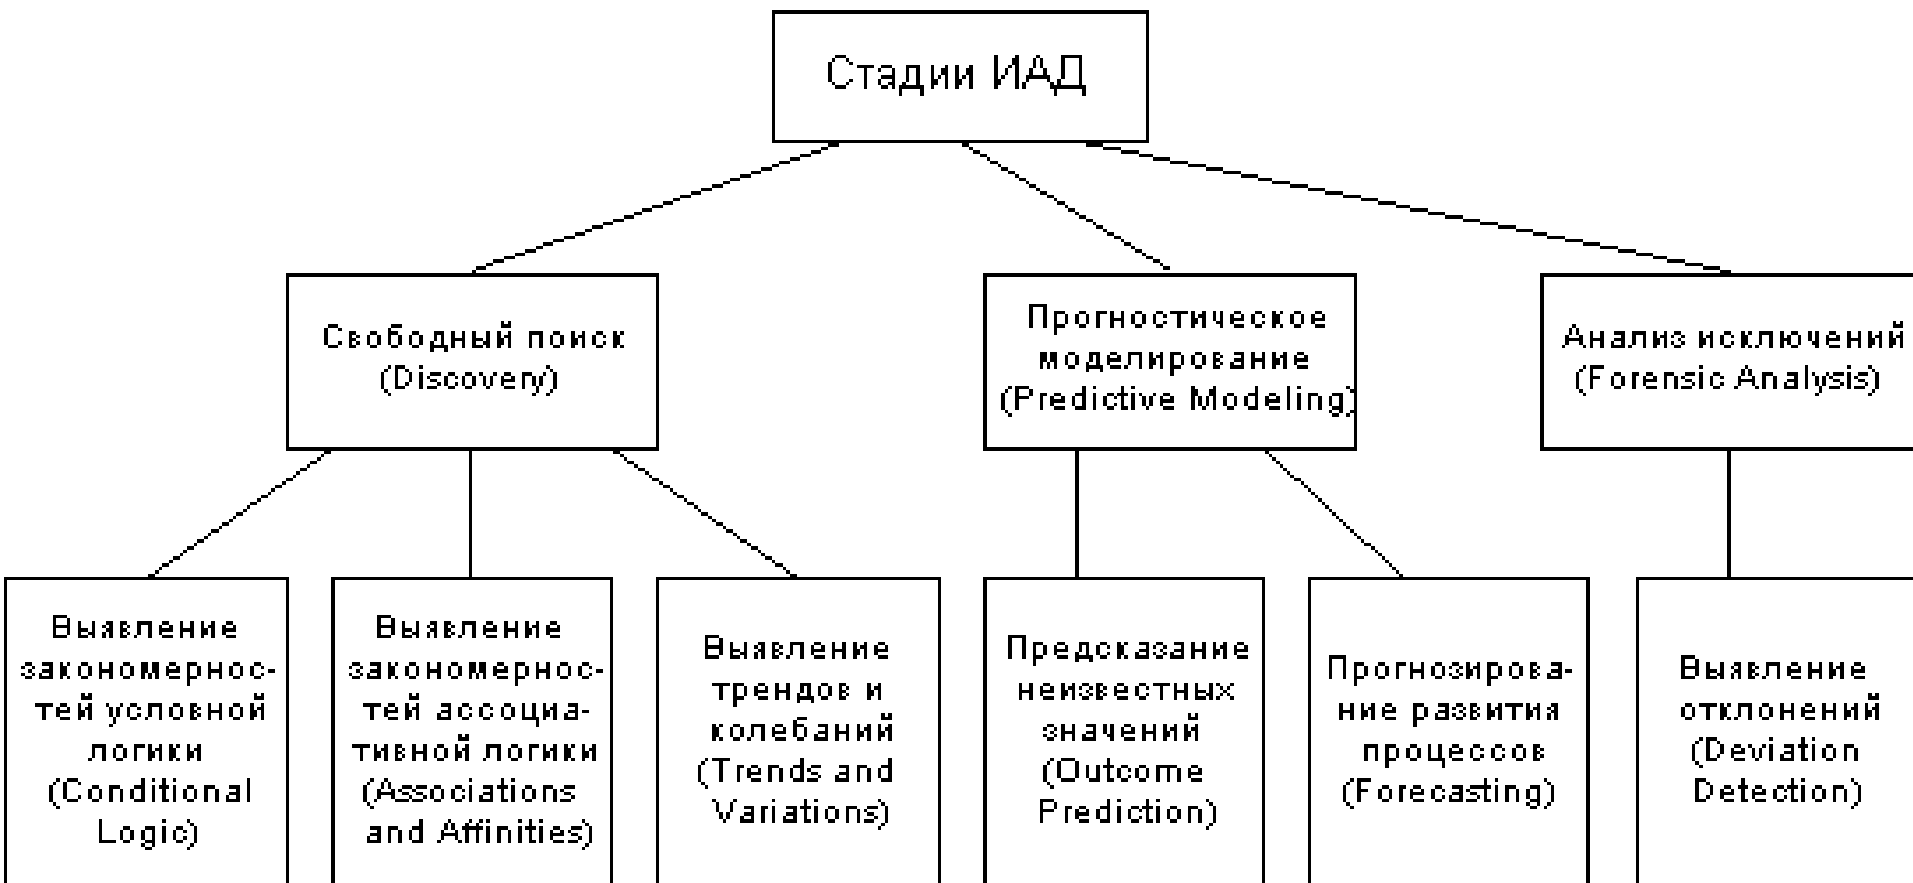 Стадии ИАД
Свободный поиск
(Discovery)
Прогностическое
моделирование
(Predictive Modeling)
Анализ исключений
(Forensic Analysis)
Выявление
закономернос-
тей условной
логики
(Conditional
Logic)
Выявление
закономернос-
тей ассоциа-
тивной логики
(Associations
and Affinities)
Выявление
трендов и
колебаний
(Trends and
Variations)
Предсказание
неизвестных
значений
(Outcome
Prediction)
Прогнозирова-
ние развития
процессов
(Forecasting)
Выявление
отклонений
(Deviation
Detection)